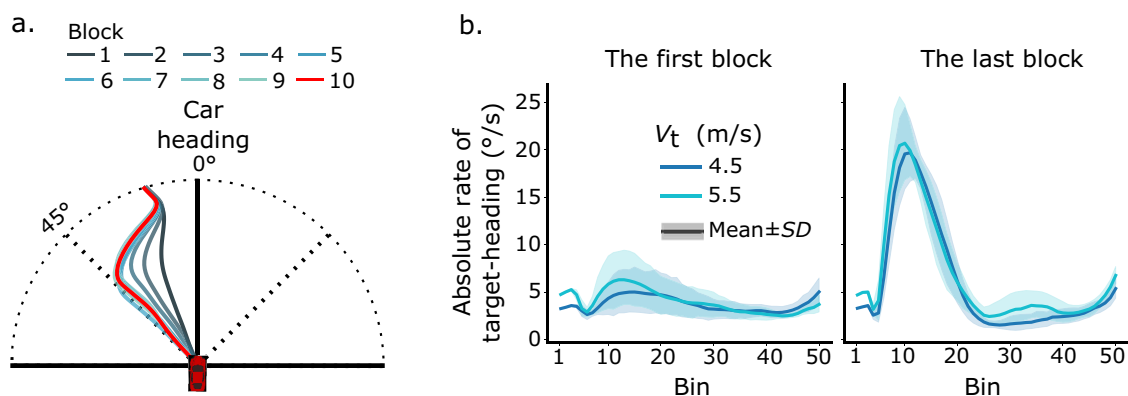 a.
Block
1 2 3 4 5
6 7 8 9 10
Car
heading
0°
45°
b.
The first block
The last block
Absolute rate of
target-heading (°/s)
25
20
15
10
5
0
Vt (m/s)
4.5
5.5
Mean±SD
1 10 20 30 40 50
1 10 20 30 40 50
Bin
Bin